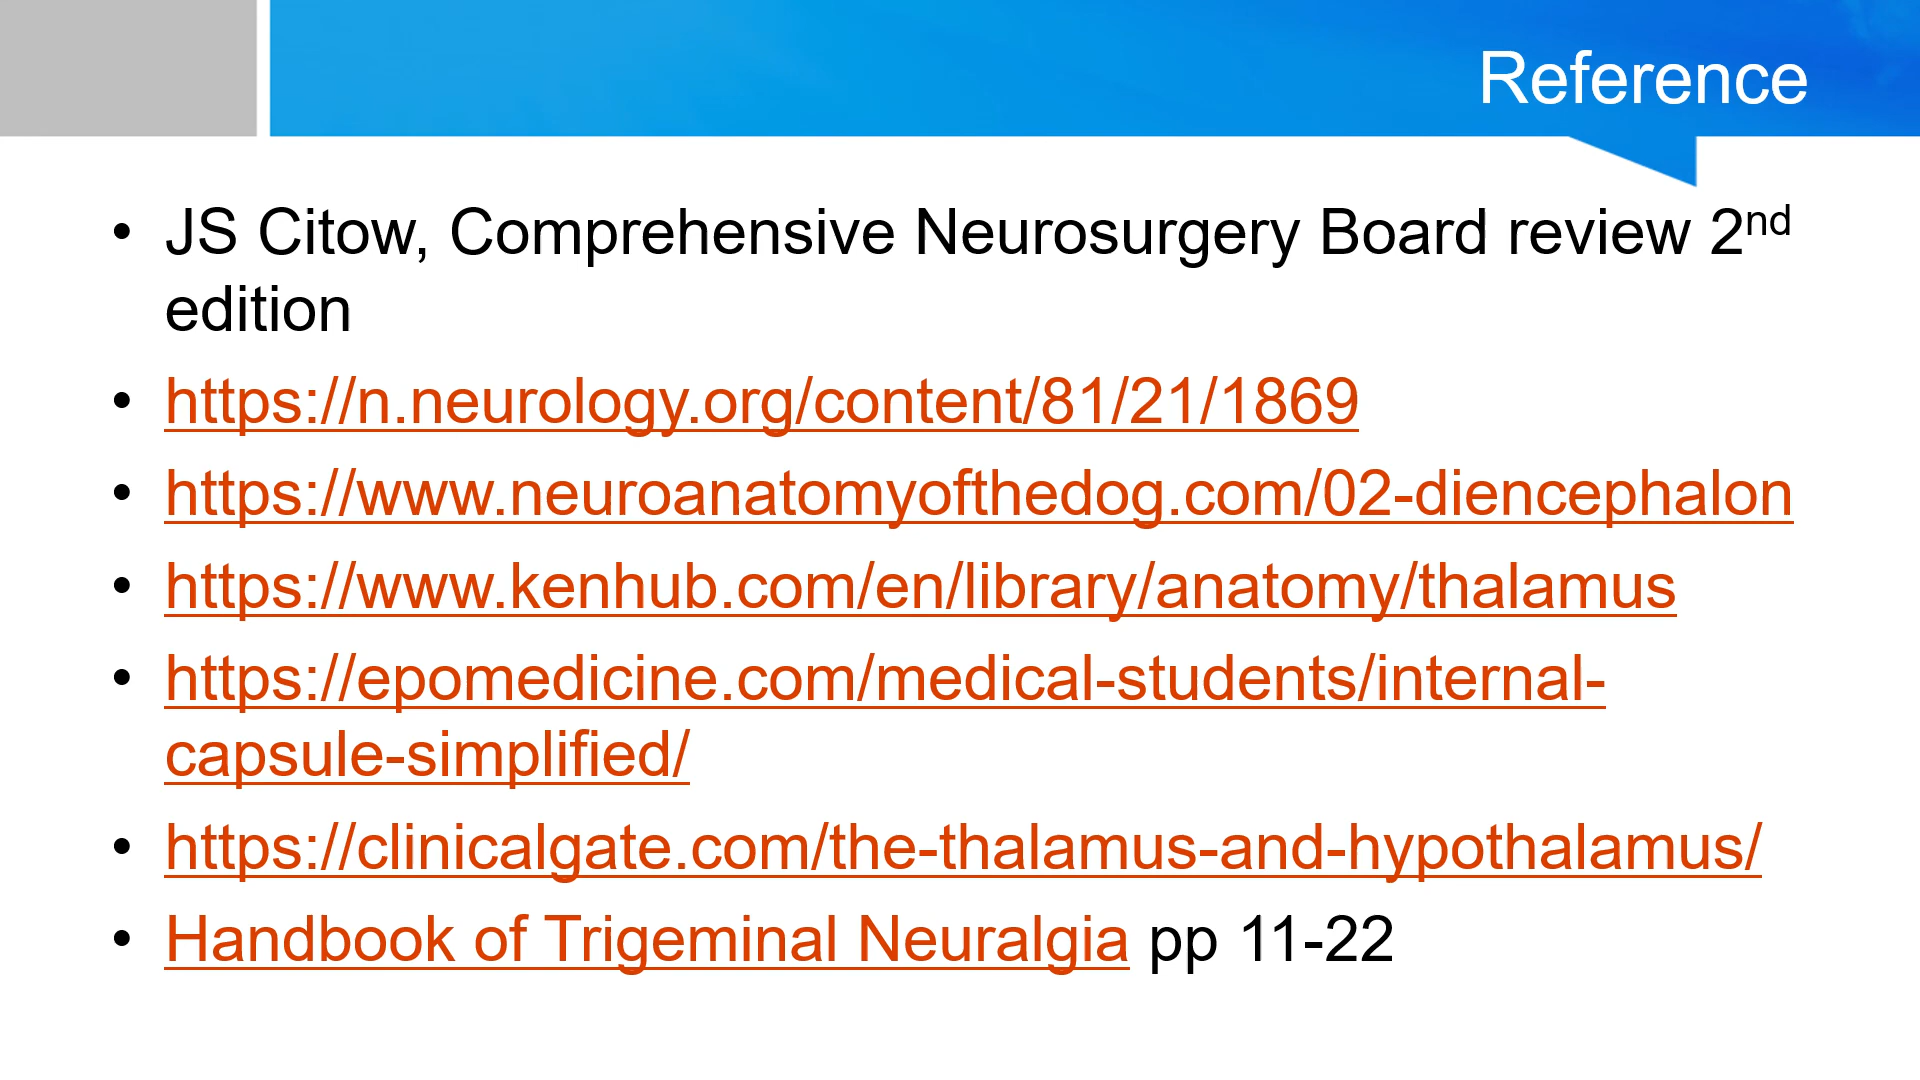 Reference
• JS Citow, Comprehensive Neurosurgery Board review 2nd
edition
• https://n.neurology.org/content/81/21/1869
• https://www.neuroanatomyofthedog.com/02-diencephalon
• https://www.kenhub.com/en/library/anatomy/thalamus
• https://epomedicine.com/medical-students/internal-
capsule-simplified/
• https://clinicalgate.com/the-thalamus-and-hypothalamus/
• Handbook of Trigeminal Neuralgia pp 11-22